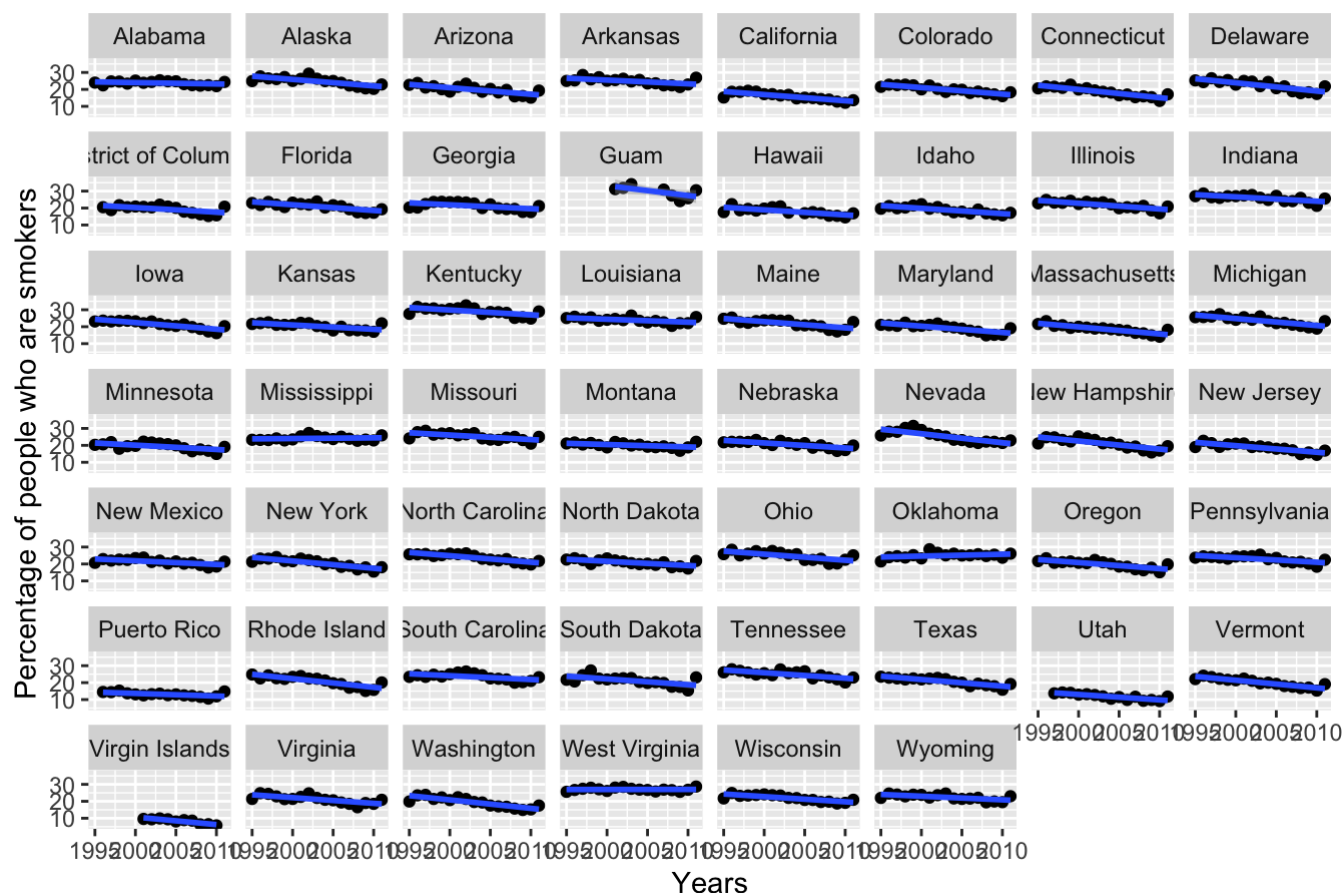 Alabama Alaska Arizona Arkansas California Colorado Connecticut Delaware
30
20
10
strict of Colum Florida Georgia Guam Hawaii Idaho Illinois Indiana
30
20
10
Iowa Kansas Kentucky Louisiana Maine Maryland Massachusetts Michigan
30
20
10
Minnesota Mississippi Missouri Montana Nebraska Nevada New Hampshire New Jersey
30
20
10
New Mexico New York North Carolina North Dakota Ohio Oklahoma Oregon Pennsylvania
30
20
10
Puerto Rico Rhode Island South Carolina South Dakota Tennessee Texas Utah Vermont
30
20
10
1995 2000 2005 2010 1995 2000 2005 2010
Virgin Islands Virginia Washington West Virginia Wisconsin Wyoming
30
20
10
1995 2000 2005 2010 1995 2000 2005 2010 1995 2000 2005 2010 1995 2000 2005 2010 1995 2000 2005 2010 1995 2000 2005 2010
Years
Percentage of people who are smokers